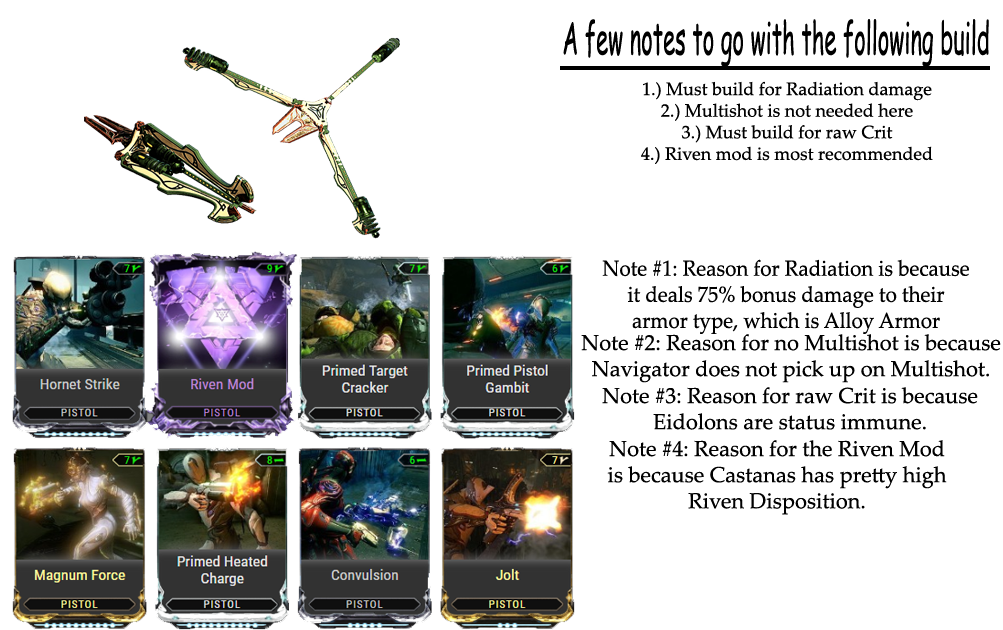 A few notes to go with the following build
1.) Must build for Radiation damage
2.) Multishot is not needed here
3.) Must build for raw Crit
4.) Riven mod is most recommended
7
9
7
6
Hornet Strike
Riven Mod
Primed Target
Cracker
Primed Pistol
Gambit
PISTOL
PISTOL
PISTOL
PISTOL
7
8
6
7
Magnum Force
Primed Heated
Charge
Convulsion
Jolt
PISTOL
PISTOL
PISTOL
PISTOL
Note #1: Reason for Radiation is because
it deals 75% bonus damage to their
armor type, which is Alloy Armor
Note #2: Reason for no Multishot is because
Navigator does not pick up on Multishot.
Note #3: Reason for raw Crit is because
Eidolons are status immune.
Note #4: Reason for the Riven Mod
is because Castanas has pretty high
Riven Disposition.